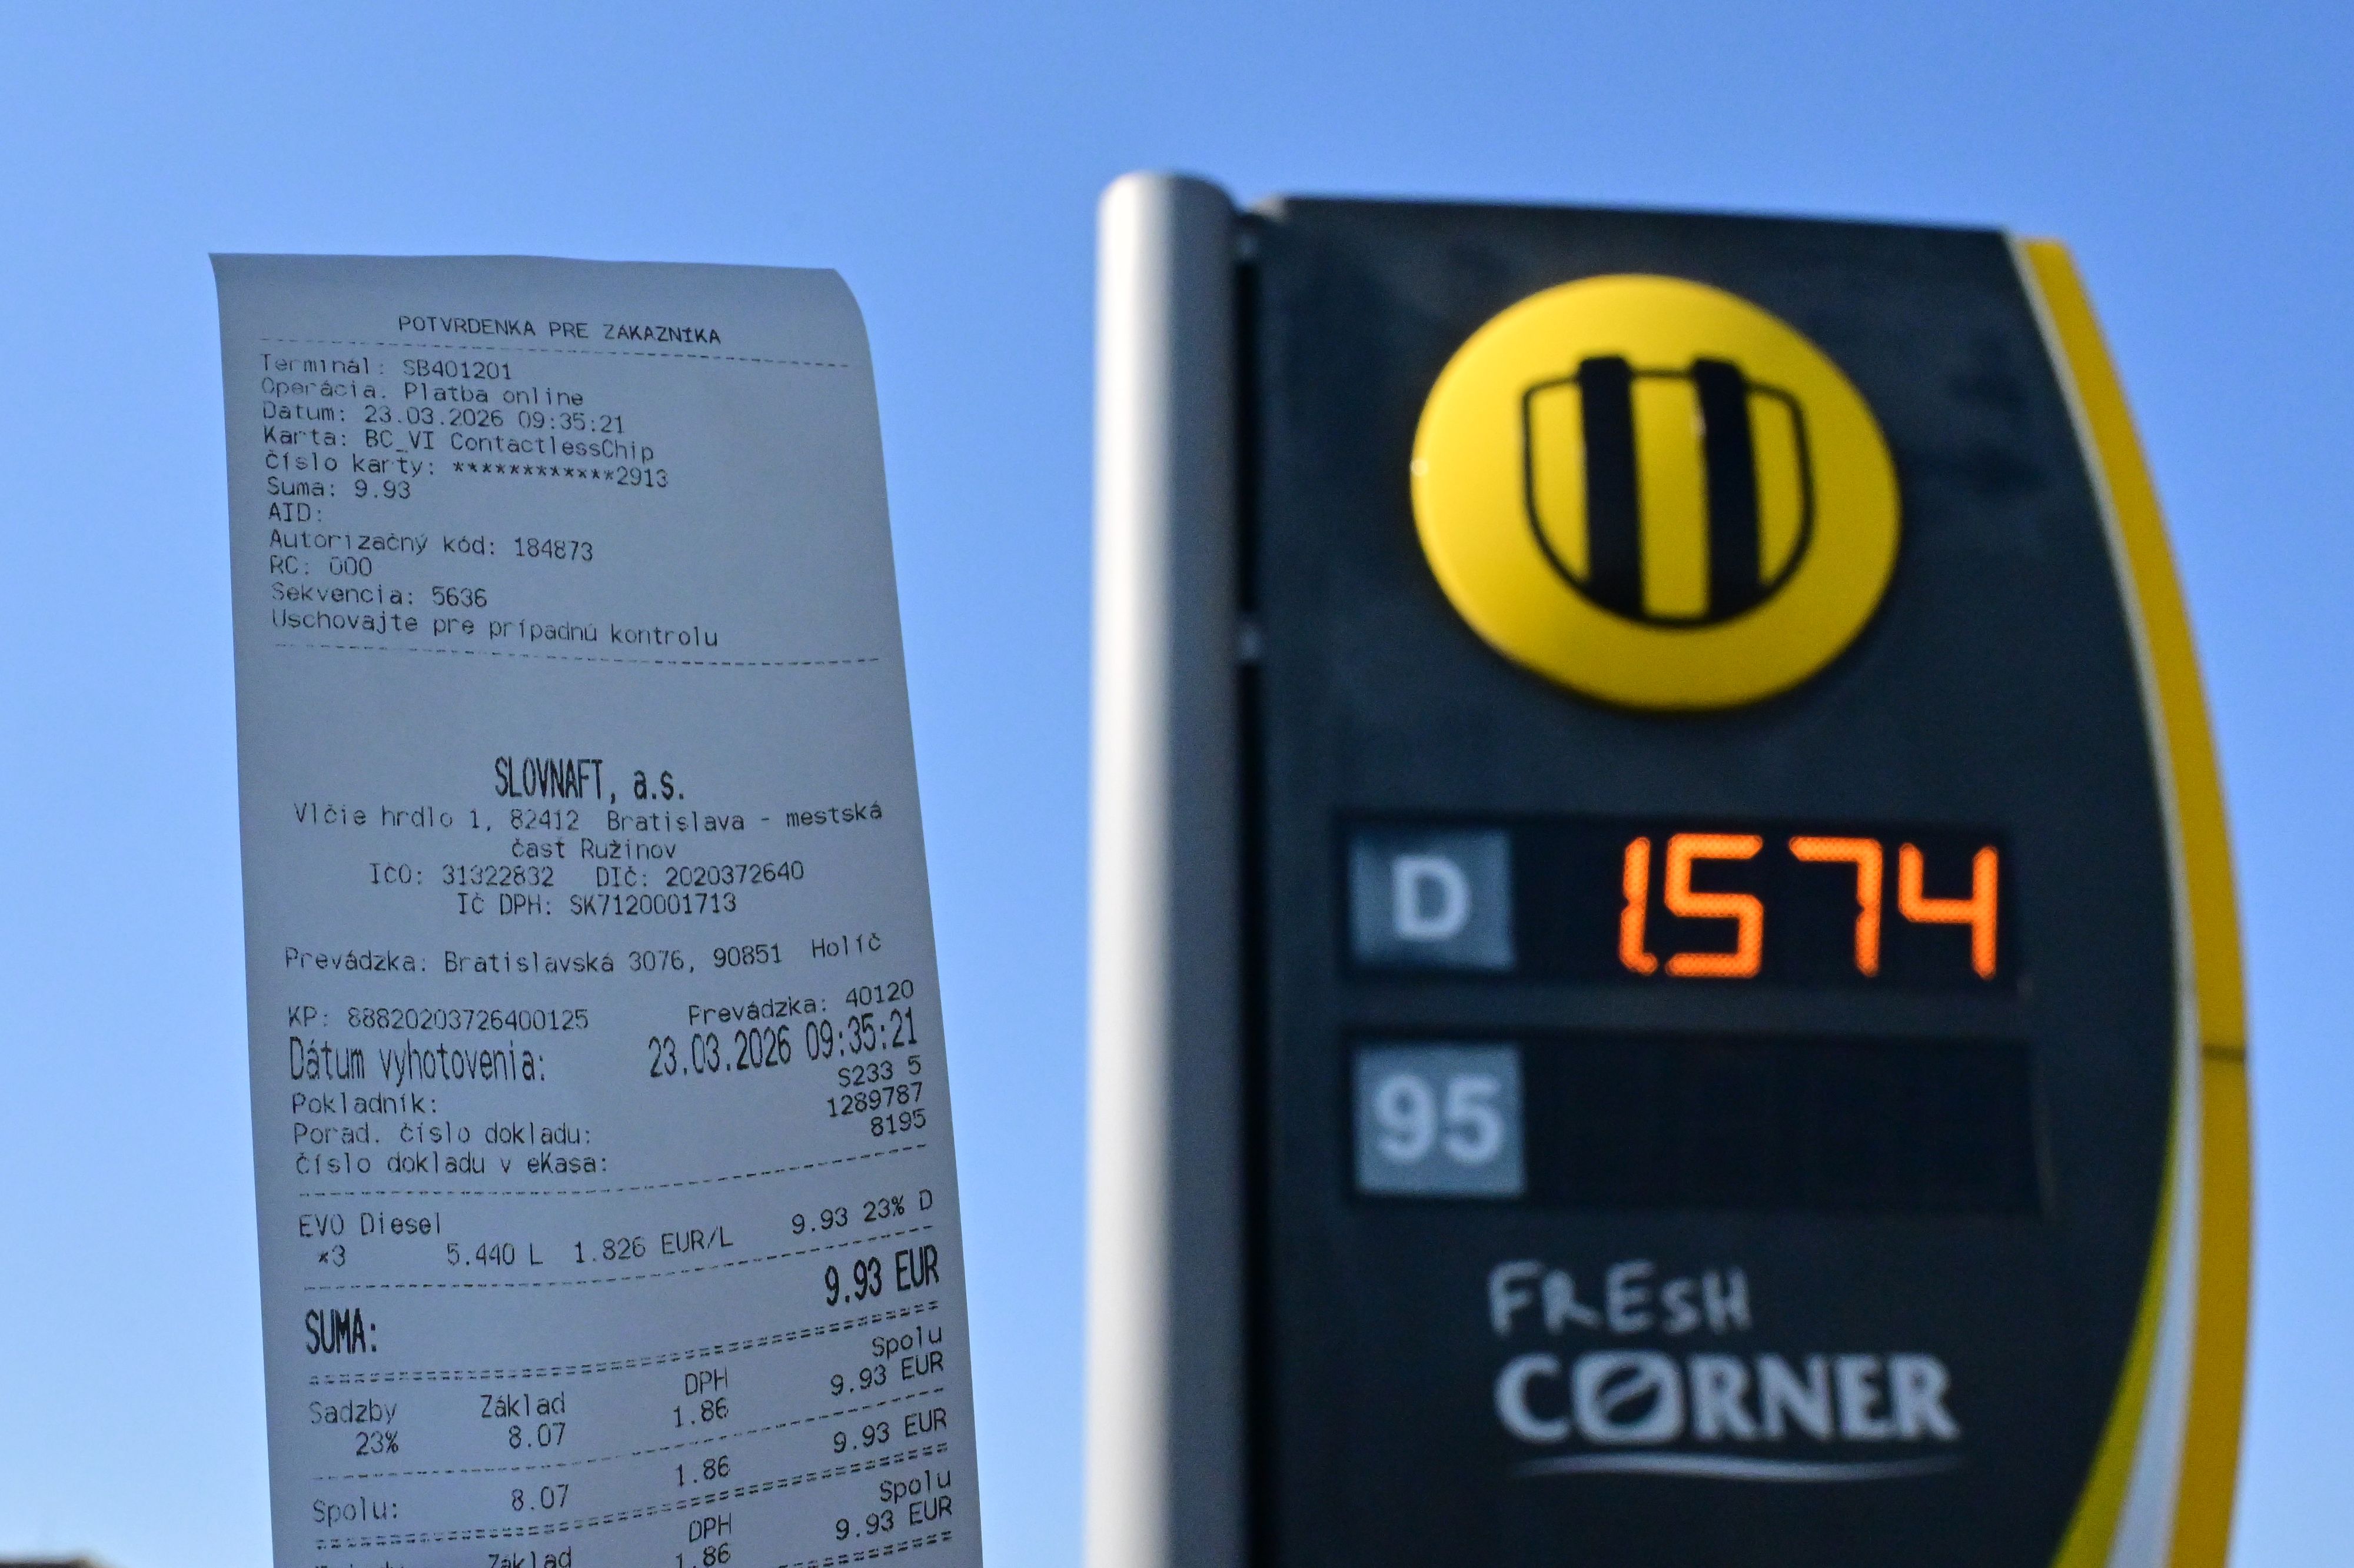 POTVRDENKA PRE ZÁKAZNÍKA
Terminál: SB401201
Operácia. Platba online
Datum: 23.03.2026 09:35:21
Karta: BC_VI ContactlessChip
Číslo karty: ************2913
Suma: 9.93
AID:
Autorizačný kód: 184873
RC: 000
Sekvencia: 5636
Uschovajte pre prípadnú kontrolu
SLOVNAFT, a.s.
Vlčie hrdlo 1, 82412 Bratislava - mestská
časť Ružinov
IČO: 31322832 DIČ: 2020372640
IČ DPH: SK7120001713
Prevádzka: Bratislavská 3076, 90851 Holíč
KP: 88820203726400125 Prevádzka: 40120
Dátum vyhotovenia: 23.03.2026 09:35:21
Pokladník: S233 5
Porad. číslo dokladu: 1289787
Číslo dokladu v eKasa: 8195
EVO Diesel
*3 5.440 L 1.826 EUR/L 9.93 23% D
SUMA: 9.93 EUR
Sadzby Základ DPH Spolu
23% 8.07 1.86 9.93 EUR
Spolu: 8.07 1.86 9.93 EUR
Základ DPH Spolu
1.86 9.93 EUR
D 1.574
95
FRESH
CORNER